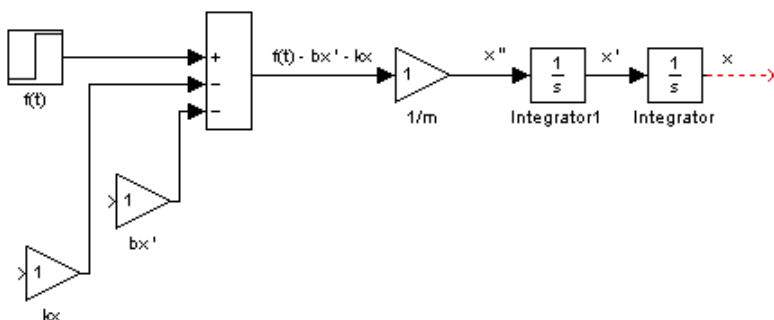 f(t)
+
−
−
f(t) - bx' - kx
1
1/m
x''
1
s
Integrator1
x'
1
s
Integrator
x
1
bx'
1
kx